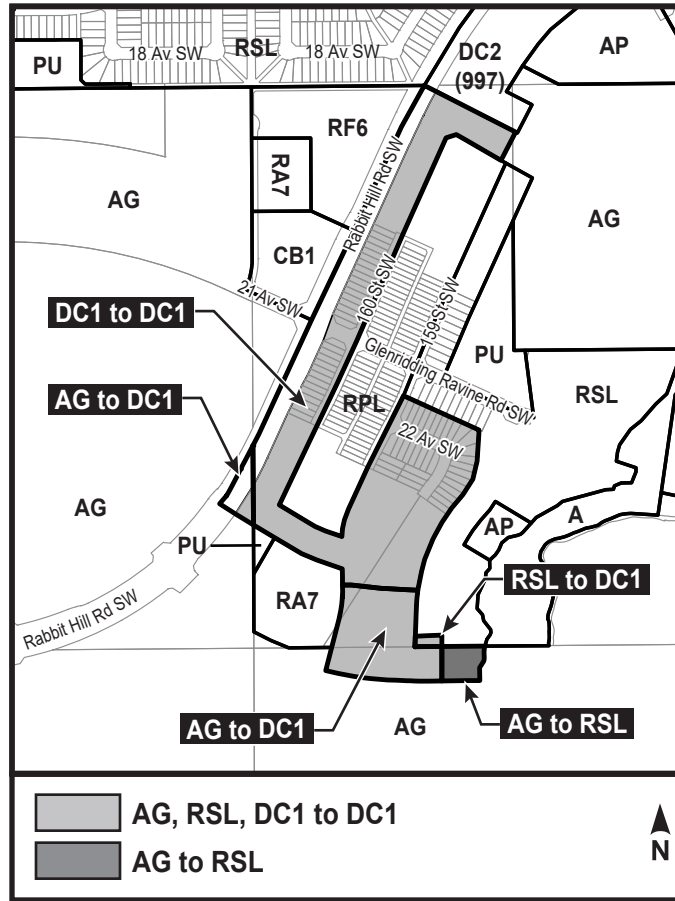 18 Av SW
RSL
18 Av SW
PU
DC2
(997)
AP
RF6
RA7
Rabbit Hill Rd SW
AG
AG
CB1
21 Av SW
160 St SW
159 St SW
DC1 to DC1
PU
Glenridding Ravine Rd SW
RSL
AG to DC1
RPL
22 Av SW
AG
AP
A
PU
RSL to DC1
RA7
Rabbit Hill Rd SW
AG to DC1
AG
AG to RSL
AG, RSL, DC1 to DC1
AG to RSL
N